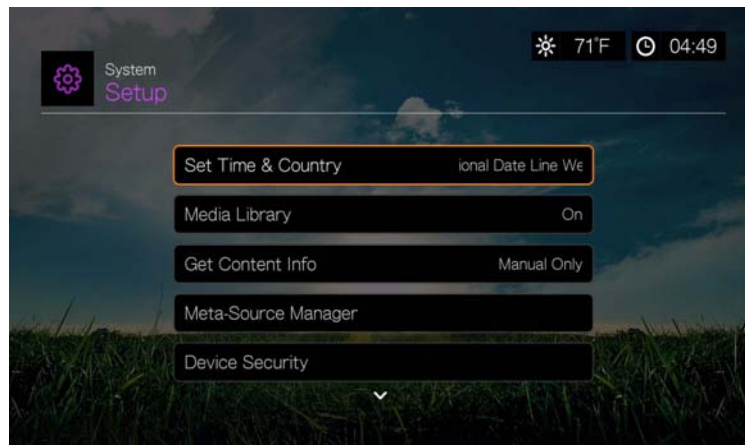 71°F 04:49
System
Setup
Set Time & Country ional Date Line We
Media Library On
Get Content Info Manual Only
Meta-Source Manager
Device Security